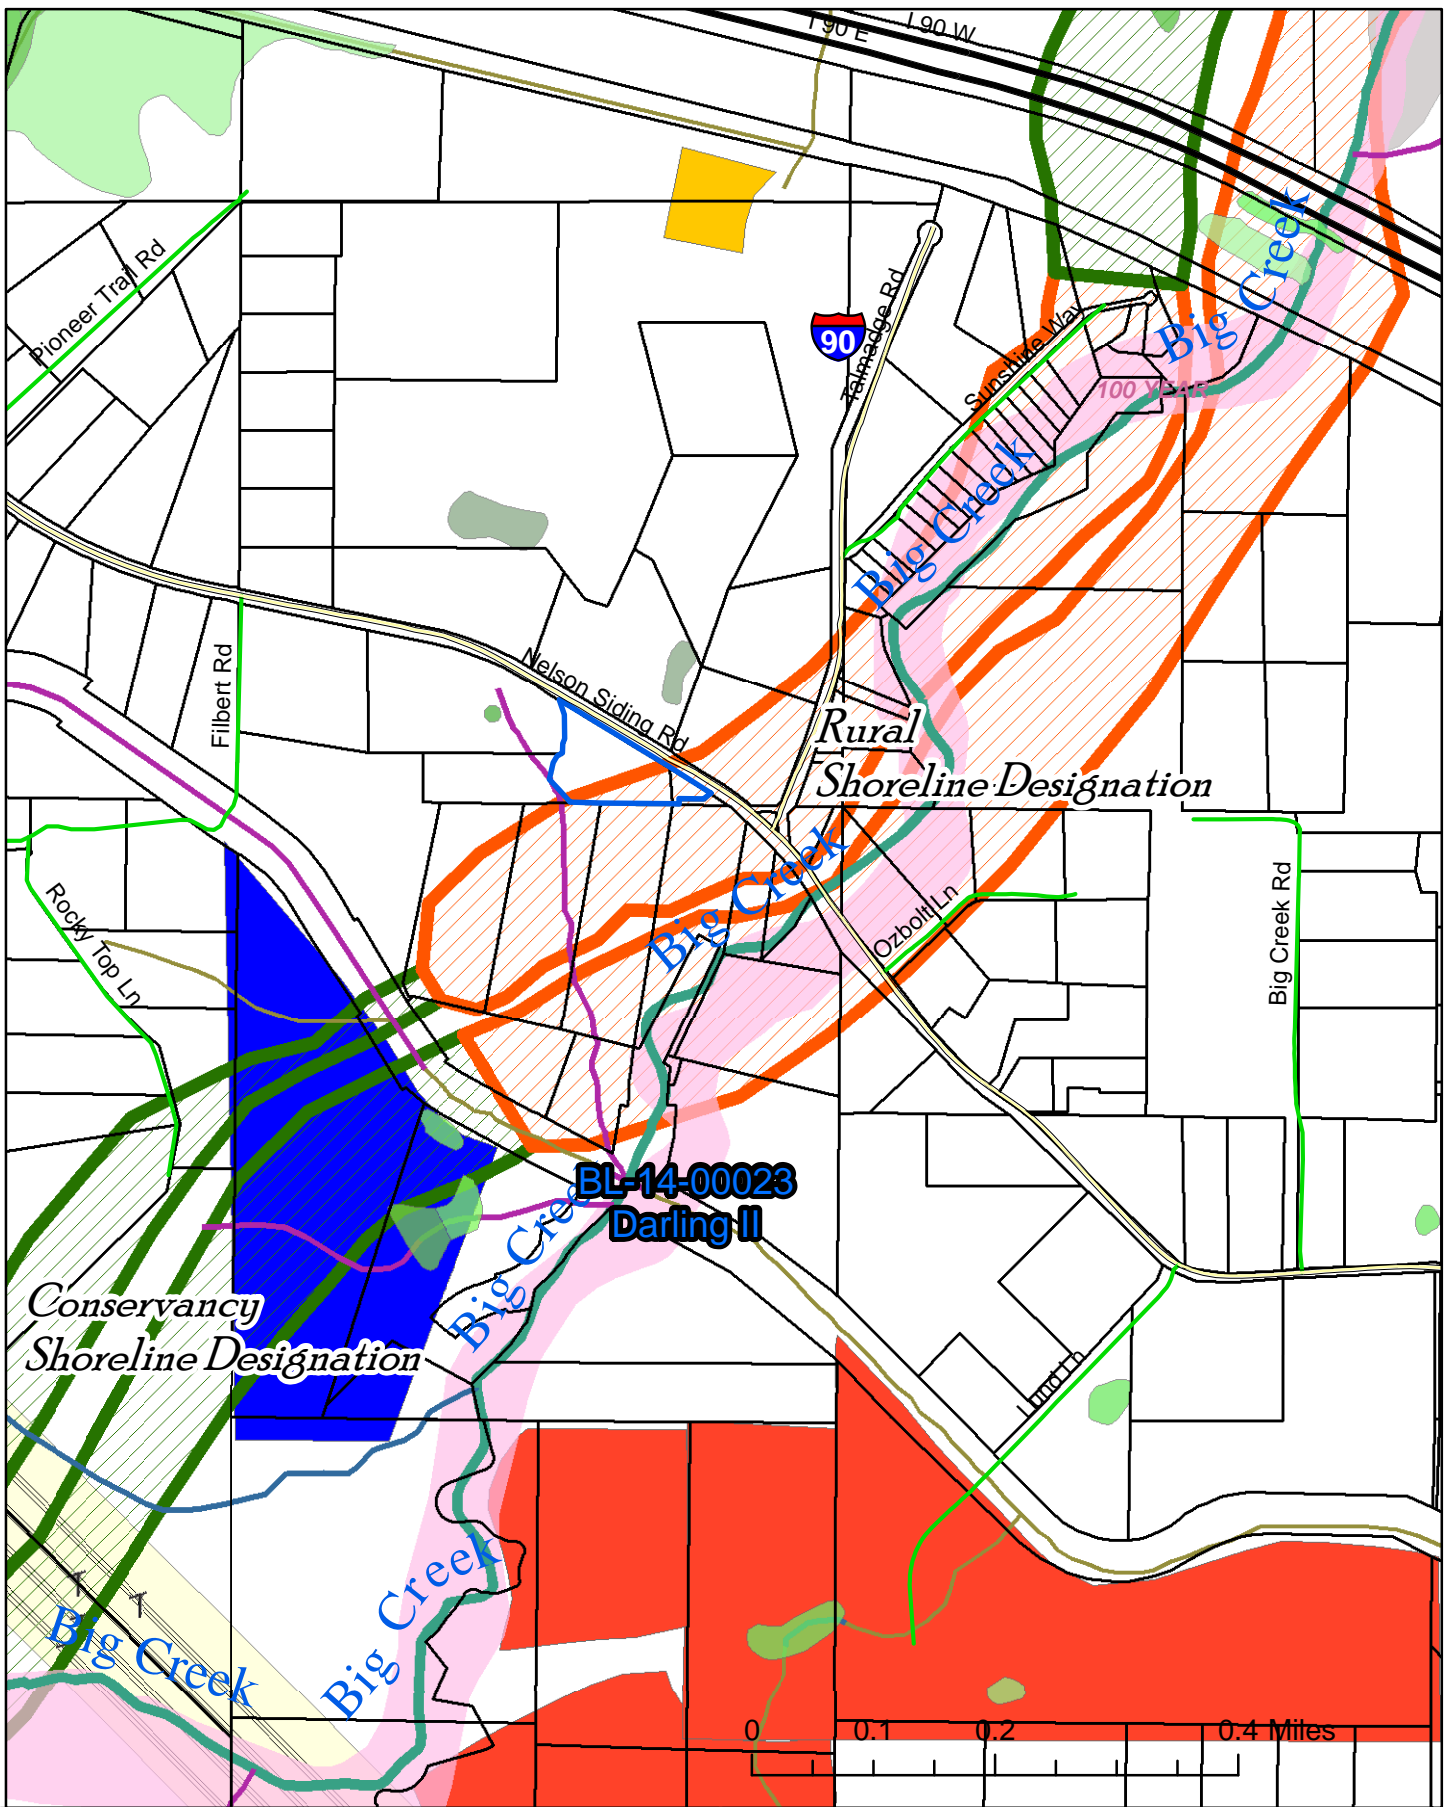 I 90 E
I 90 W
Pioneer Trail Rd
Big Creek
90
Talmadge Rd
Sunshine Way
100 YEAR
Big Creek
Filbert Rd
Nelson Siding Rd
Rural
Shoreline Designation
Big Creek
Rocky Top Ln
Ozbolt Ln
Big Creek Rd
BL-14-00023
Darling II
Big Cree
Conservancy
Shoreline Designation
Lund Ln
Big Creek
Big Creek
0 0.1 0.2 0.4 Miles